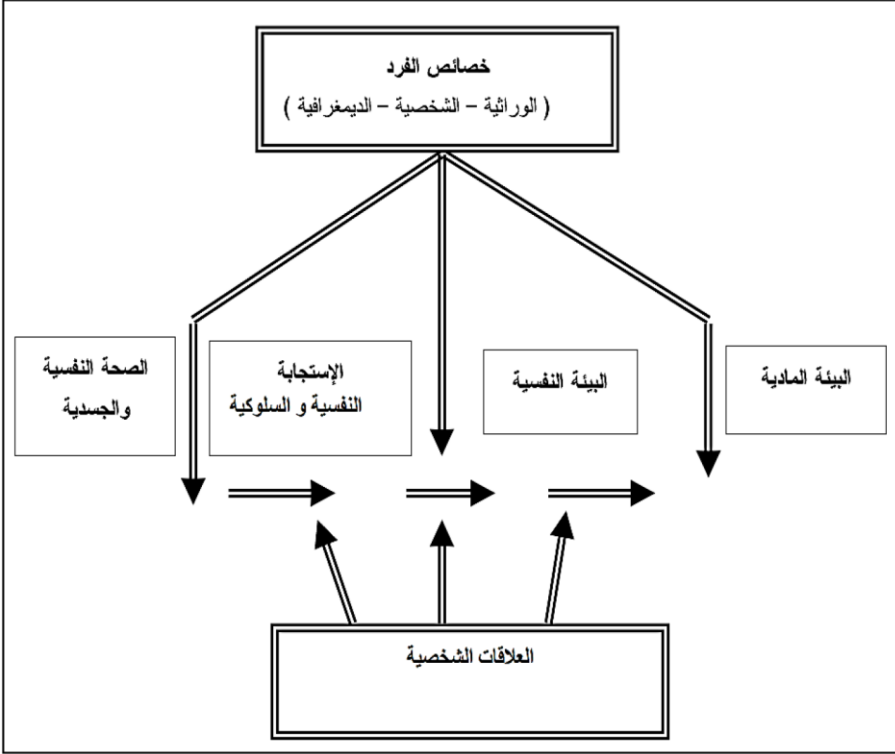 خصائص الفرد
( الوراثية – الشخصية – الديمغرافية )
البيئة المادية
البيئة النفسية
الإستجابة
النفسية و السلوكية
الصحة النفسية
والجسدية
العلاقات الشخصية